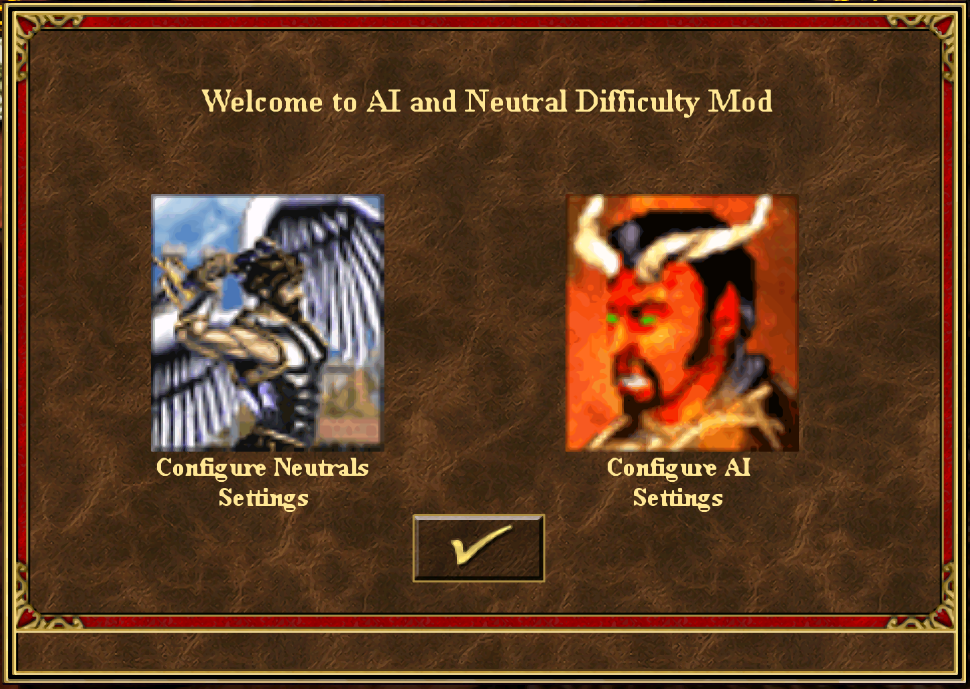 Welcome to AI and Neutral Difficulty Mod
Configure Neutrals
Settings
Configure AI
Settings